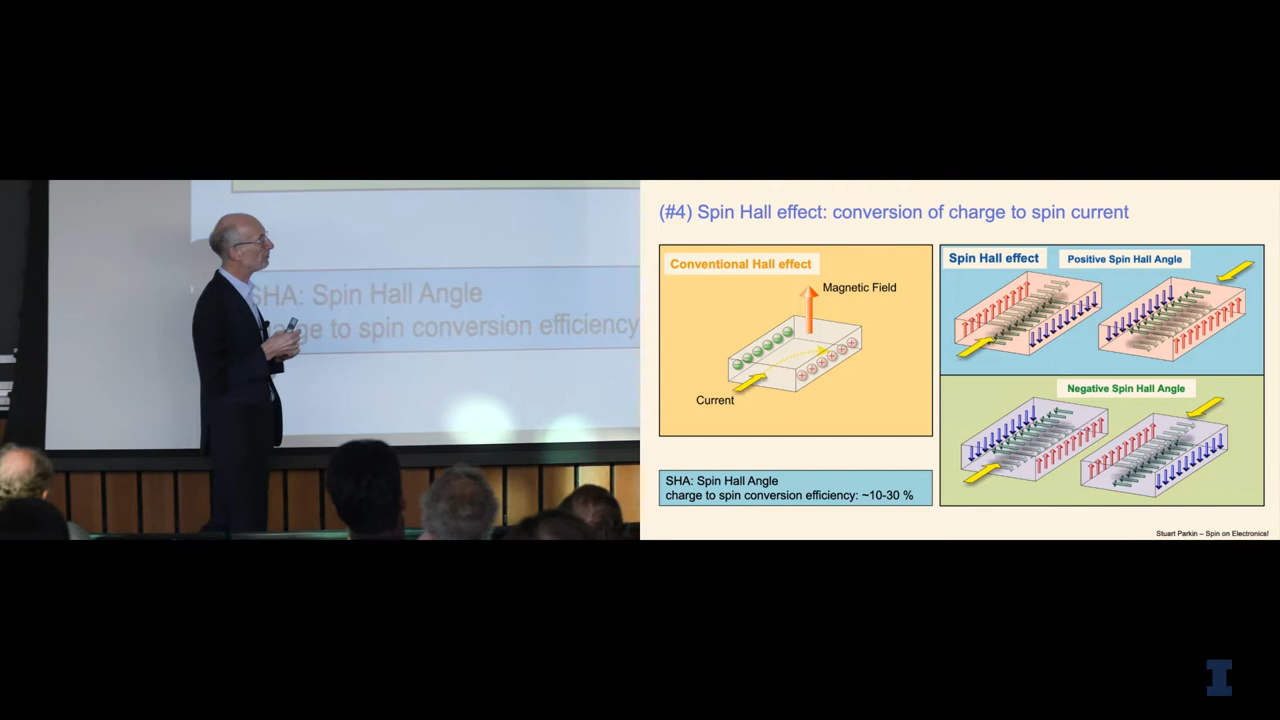 SHA: Spin Hall Angle
charge to spin conversion efficiency
(#4) Spin Hall effect: conversion of charge to spin current
Conventional Hall effect
Magnetic Field
Current
SHA: Spin Hall Angle
charge to spin conversion efficiency: ~10-30 %
Spin Hall effect
Positive Spin Hall Angle
Negative Spin Hall Angle
Stuart Parkin – Spin on Electronics!
I